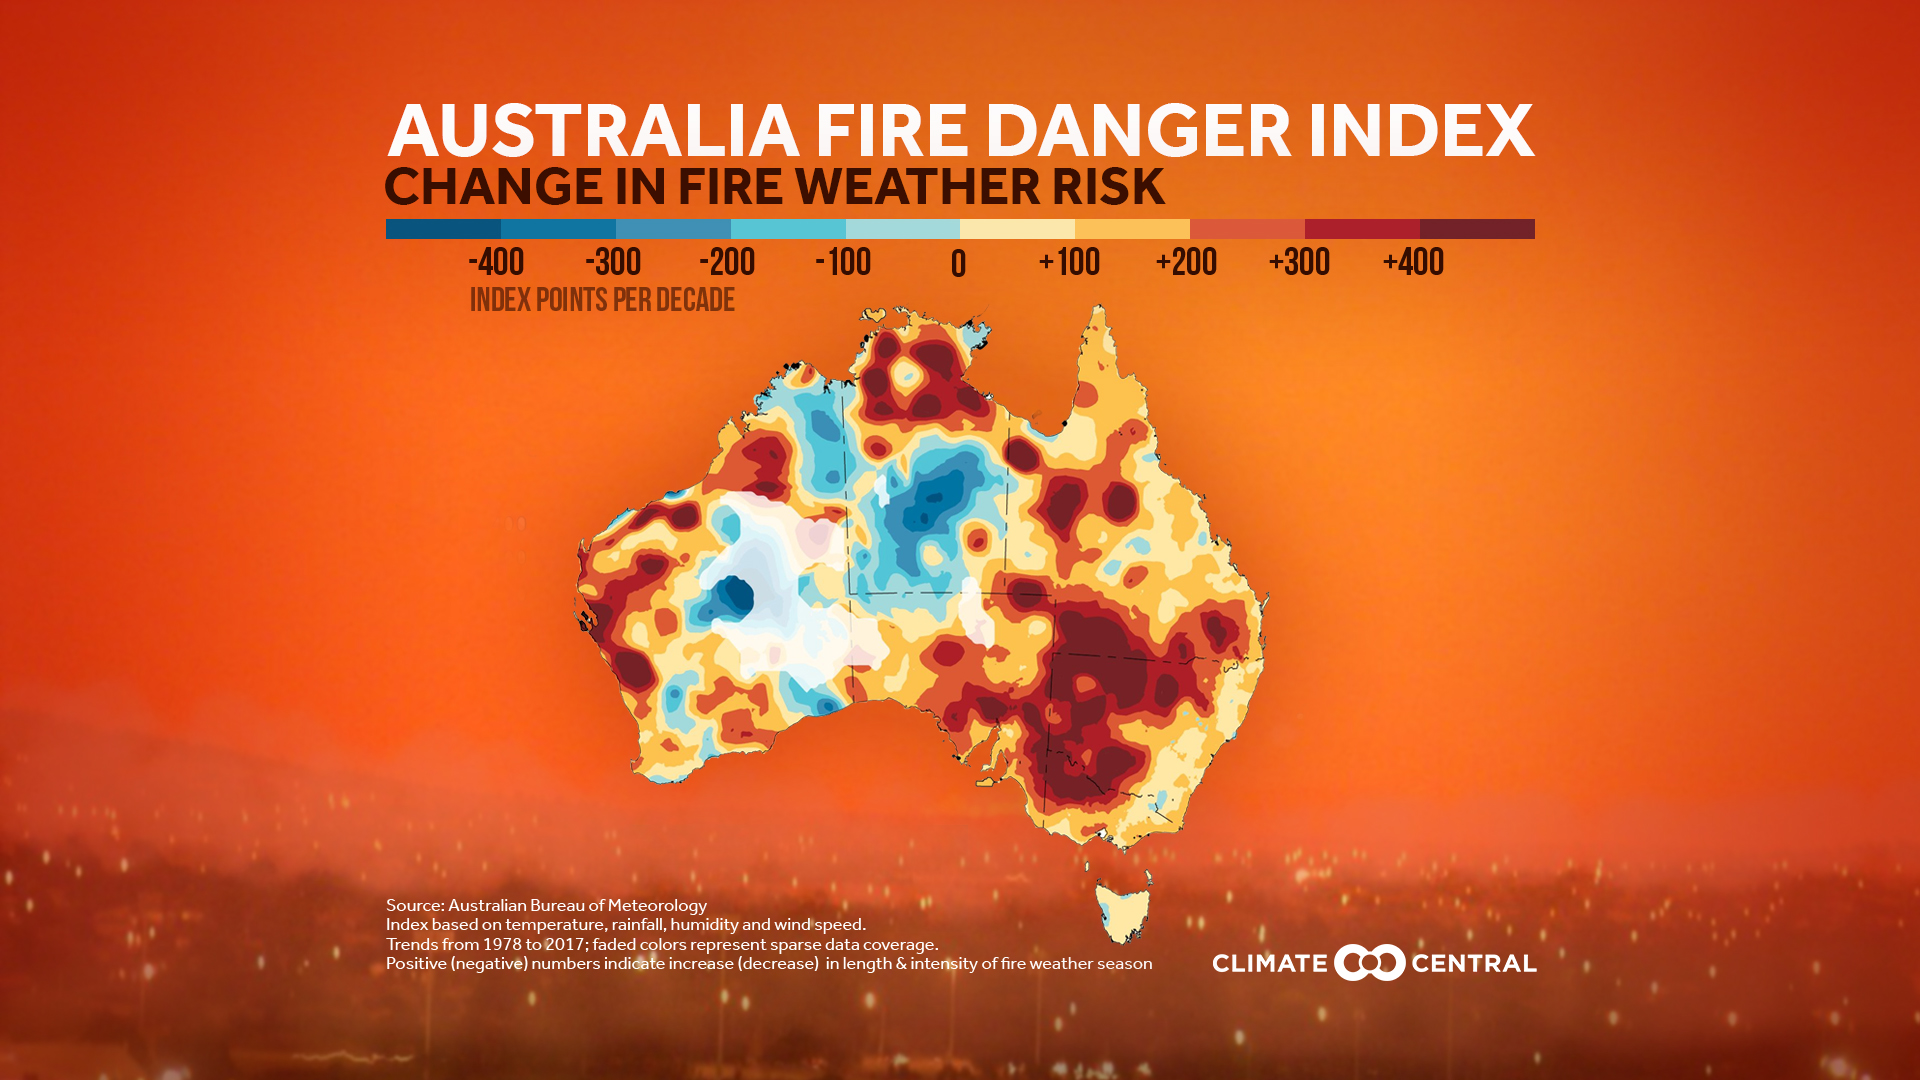 AUSTRALIA FIRE DANGER INDEX
CHANGE IN FIRE WEATHER RISK
-400 -300 -200 -100 0 +100 +200 +300 +400
INDEX POINTS PER DECADE
Source: Australian Bureau of Meteorology
Index based on temperature, rainfall, humidity and wind speed.
Trends from 1978 to 2017; faded colors represent sparse data coverage.
Positive (negative) numbers indicate increase (decrease) in length & intensity of fire weather season
CLIMATE CENTRAL